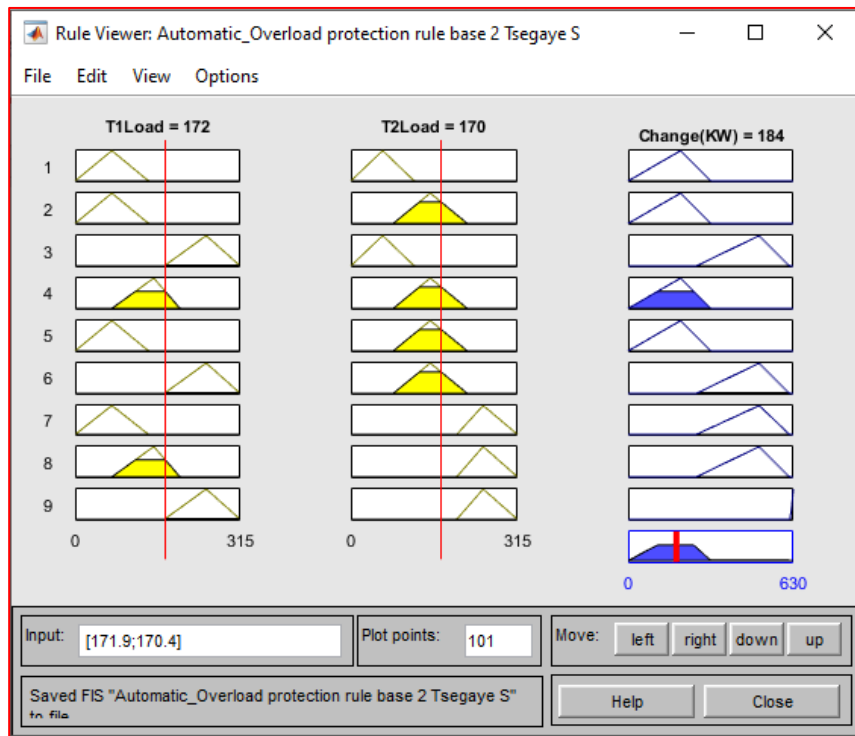 Rule Viewer: Automatic_Overload protection rule base 2 Tsegaye S
File Edit View Options
T1Load = 172 T2Load = 170 Change(KW) = 184
1
2
3
4
5
6
7
8
9
0 315 0 315
0 630
Input: [171.9;170.4] Plot points: 101 Move: left right down up
Saved FIS "Automatic_Overload protection rule base 2 Tsegaye S"
to file
Help Close